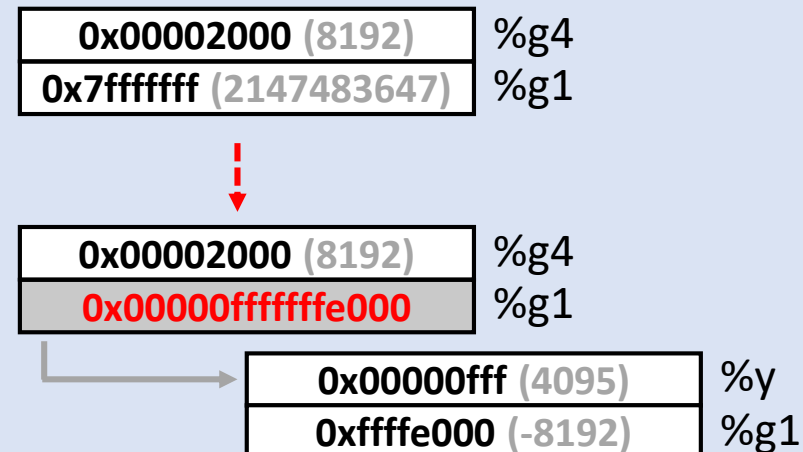 0x00002000 (8192) %g4
0x7fffffff (2147483647) %g1
0x00002000 (8192) %g4
0x00000fffffffe000 %g1
0x00000fff (4095) %y
0xffffe000 (-8192) %g1